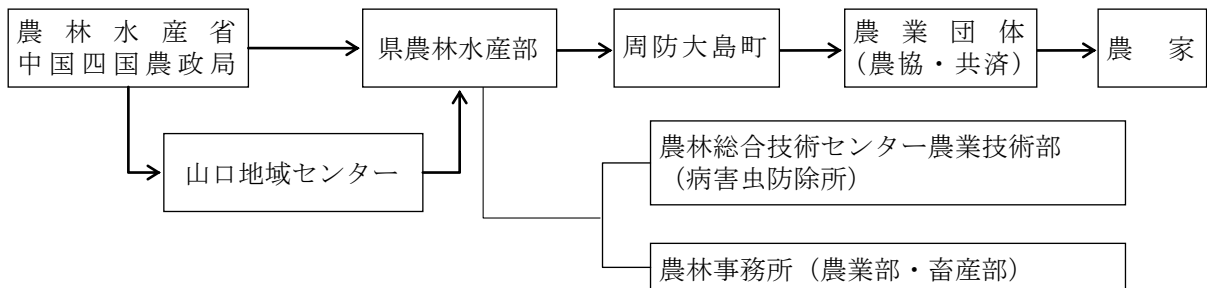 農林水産省
中国四国農政局
県農林水産部
周防大島町
農業団体
（農協・共済）
農家
山口地域センター
農林総合技術センター農業技術部
（病害虫防除所）
農林事務所（農業部・畜産部）